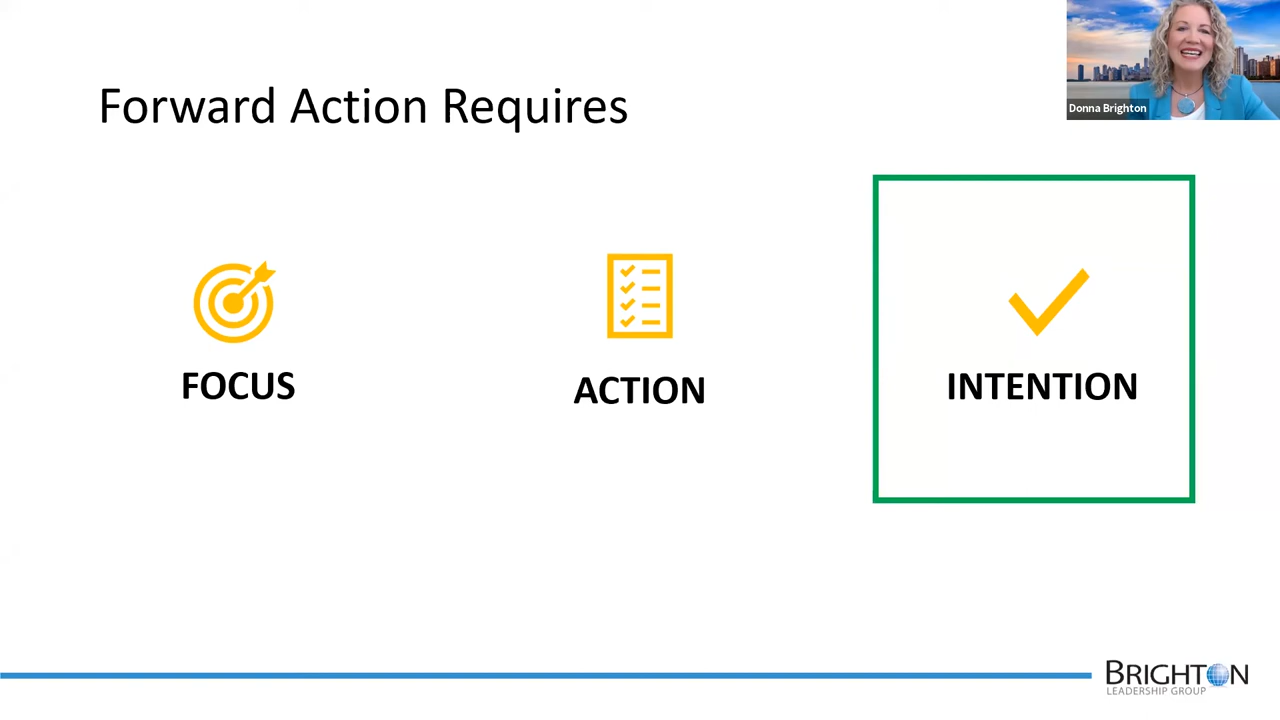 Forward Action Requires
Donna Brighton
FOCUS
ACTION
INTENTION
BRIGHTON
LEADERSHIP GROUP